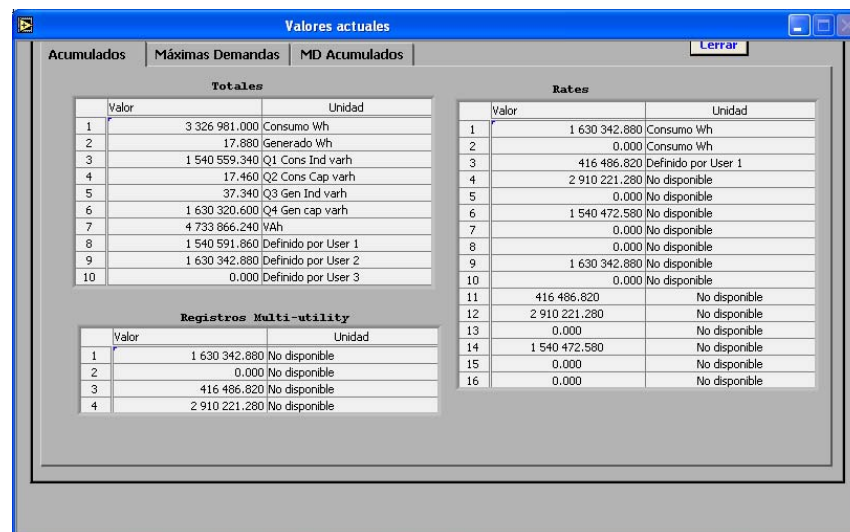 Valores actuales
Cerrar
Acumulados Máximas Demandas MD Acumulados
Totales
Valor Unidad
1 3 326 981.000 Consumo Wh
2 17.880 Generado Wh
3 1 540 559.340 Q1 Cons Ind varh
4 17.460 Q2 Cons Cap varh
5 37.340 Q3 Gen Ind varh
6 1 630 320.600 Q4 Gen cap varh
7 4 733 866.240 VAh
8 1 540 591.860 Definido por User 1
9 1 630 342.880 Definido por User 2
10 0.000 Definido por User 3
Registros Multi-utility
Valor Unidad
1 1 630 342.880 No disponible
2 0.000 No disponible
3 416 486.820 No disponible
4 2 910 221.280 No disponible
Rates
Valor Unidad
1 1 630 342.880 Consumo Wh
2 0.000 Consumo Wh
3 416 486.820 Definido por User 1
4 2 910 221.280 No disponible
5 0.000 No disponible
6 1 540 472.580 No disponible
7 0.000 No disponible
8 0.000 No disponible
9 1 630 342.880 No disponible
10 0.000 No disponible
11 416 486.820 No disponible
12 2 910 221.280 No disponible
13 0.000 No disponible
14 1 540 472.580 No disponible
15 0.000 No disponible
16 0.000 No disponible